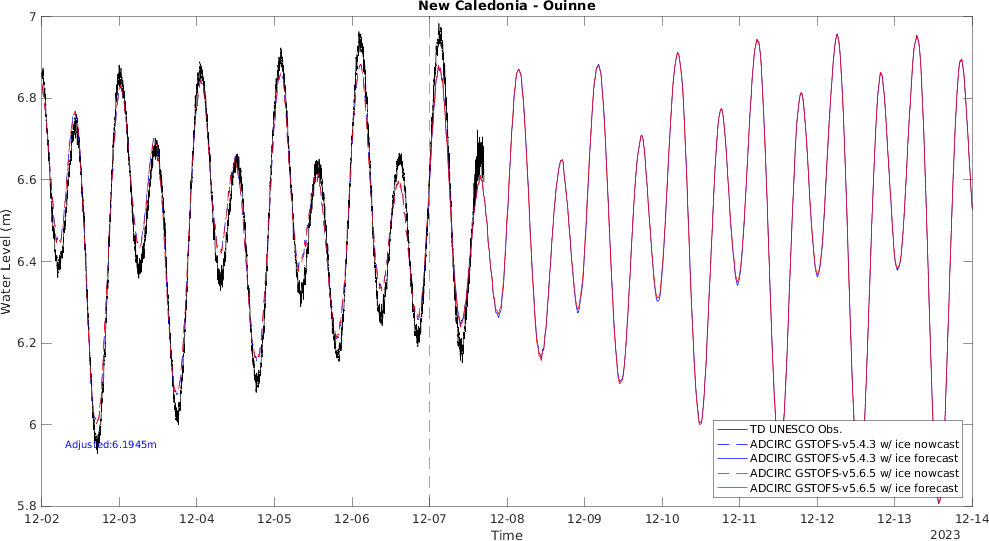 New Caledonia - Ouinne
Water Level (m)
7
6.8
6.6
6.4
6.2
6
5.8
Adjusted:6.1945m
TD UNESCO Obs.
ADCIRC GSTOFS-v5.4.3 w/ ice nowcast
ADCIRC GSTOFS-v5.4.3 w/ ice forecast
ADCIRC GSTOFS-v5.6.5 w/ ice nowcast
ADCIRC GSTOFS-v5.6.5 w/ ice forecast
12-02 12-03 12-04 12-05 12-06 12-07 12-08 12-09 12-10 12-11 12-12 12-13 12-14
Time
2023